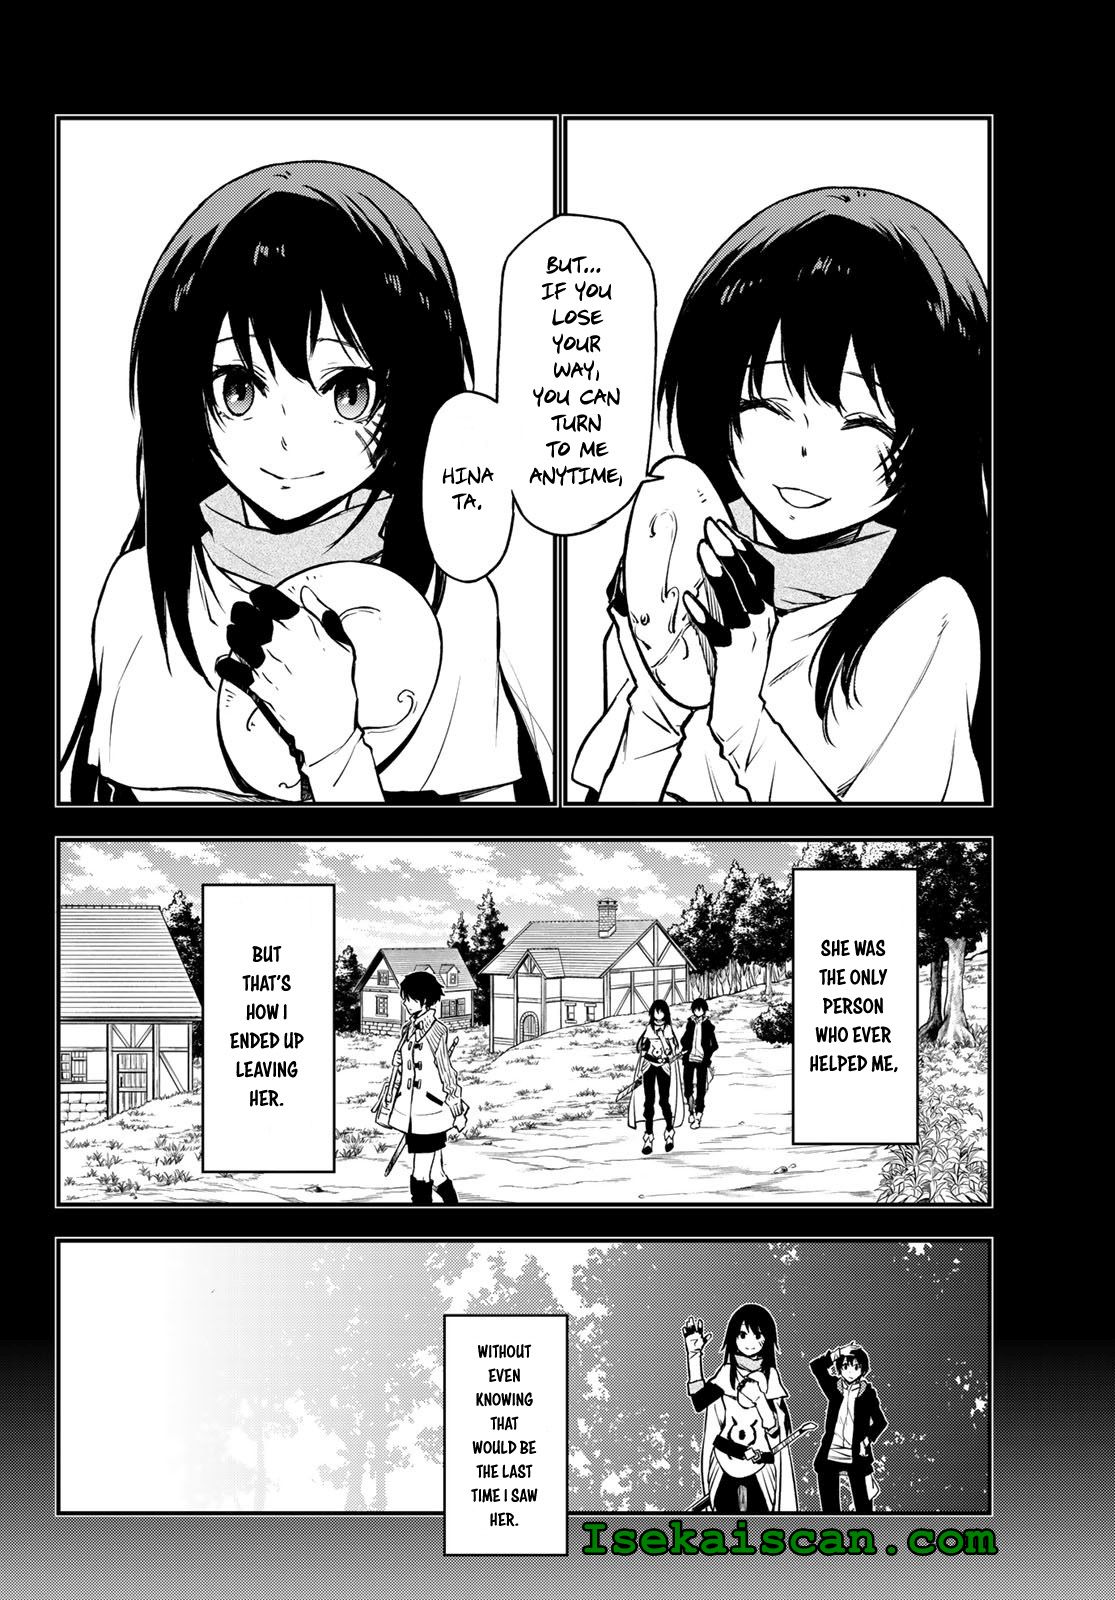 BUT...
IF YOU
LOSE
YOUR
WAY,
YOU CAN
TURN
TO ME
ANYTIME,
HINA
TA.
SHE WAS
THE ONLY
PERSON
WHO EVER
HELPED ME,
BUT
THAT'S
HOW I
ENDED UP
LEAVING
HER.
WITHOUT
EVEN
KNOWING
THAT
WOULD BE
THE LAST
TIME I SAW
HER.
Isekaiscan.com